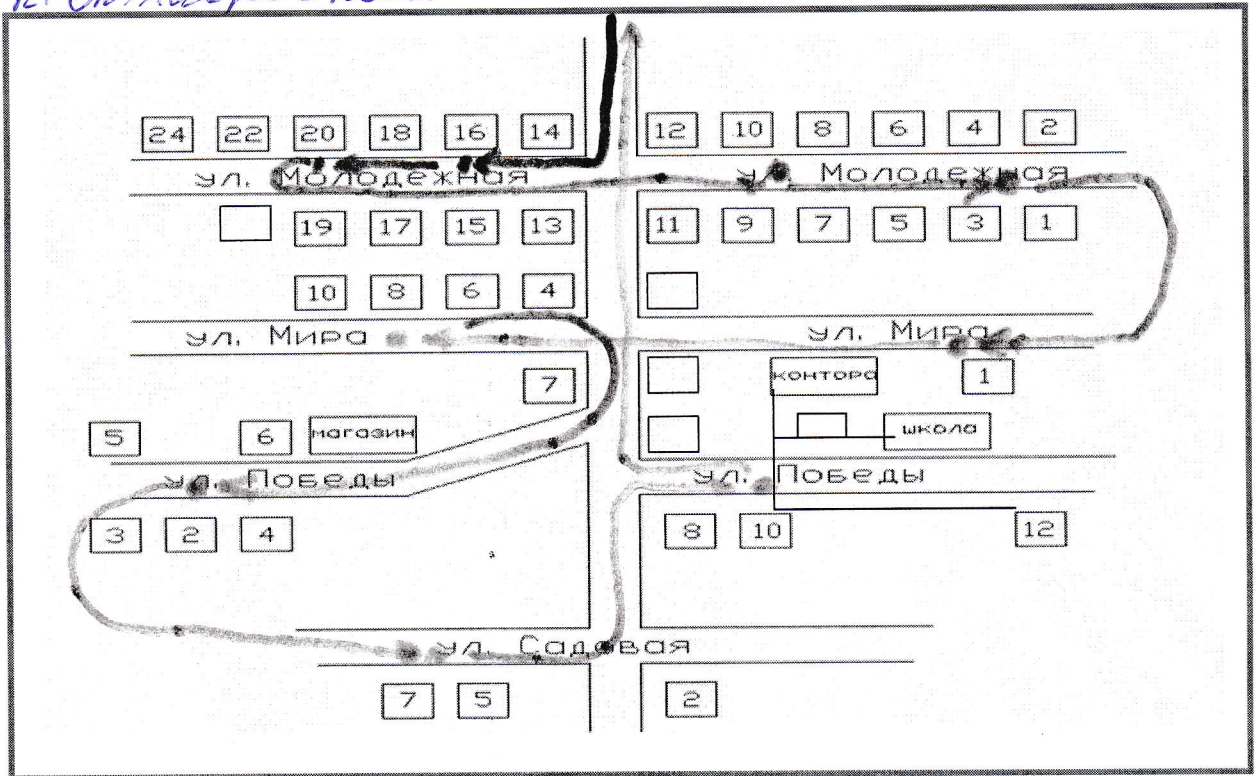 24 22 20 18 16 14 12 10 8 6 4 2
ул. Молодежная ул. Молодежная
19 17 15 13 11 9 7 5 3 1
10 8 6 4
ул. Мира ул. Мира
7 контора 1
5 6 магазин школа
ул. Победы ул. Победы
3 2 4 8 10 12
ул. Садовая
7 5 2